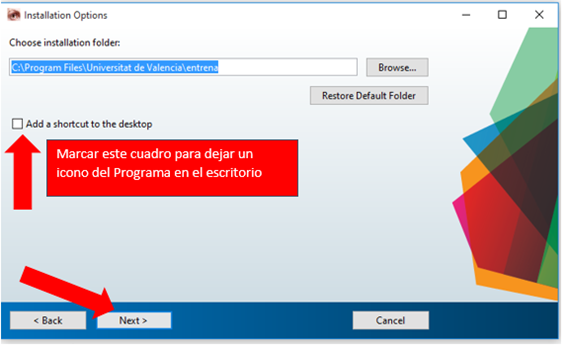 Installation Options
Choose installation folder:
C:\Program Files\Universitat de Valencia\entrena
Browse...
Restore Default Folder
Add a shortcut to the desktop
Marcar este cuadro para dejar un
icono del Programa en el escritorio
< Back
Next >
Cancel